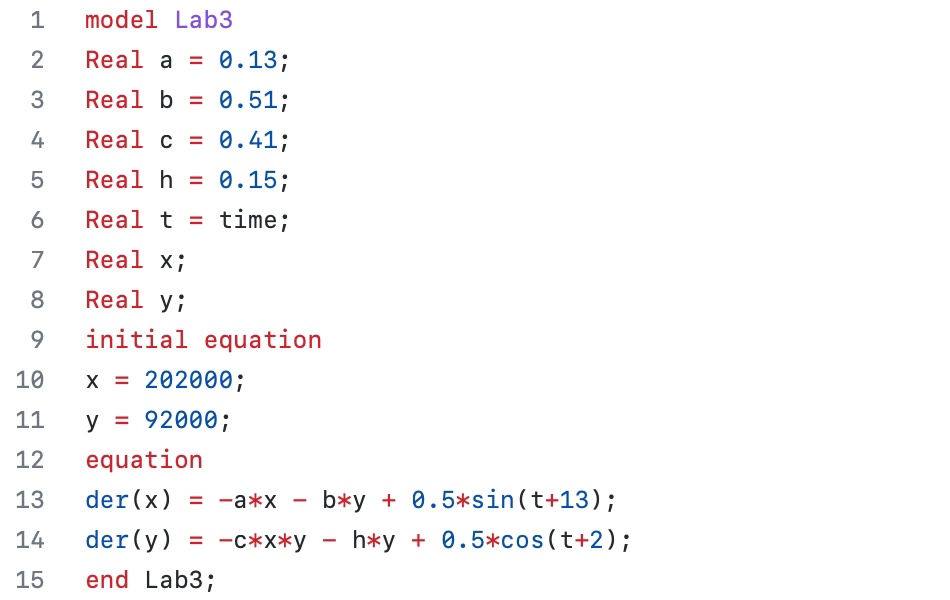 1 model Lab3
2 Real a = 0.13;
3 Real b = 0.51;
4 Real c = 0.41;
5 Real h = 0.15;
6 Real t = time;
7 Real x;
8 Real y;
9 initial equation
10 x = 202000;
11 y = 92000;
12 equation
13 der(x) = -a*x - b*y + 0.5*sin(t+13);
14 der(y) = -c*x*y - h*y + 0.5*cos(t+2);
15 end Lab3;